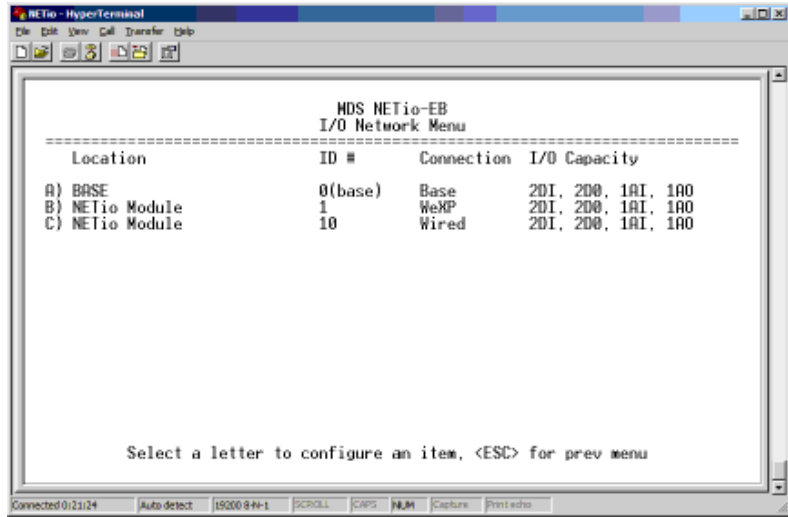 NETio - HyperTerminal
File Edit View Call Transfer Help
MDS NETio-EB
I/O Network Menu
================================================================================
Location ID # Connection I/O Capacity
A) BASE 0(base) Base 2DI, 2DO, 1AI, 1AO
B) NETio Module 1 WeXP 2DI, 2DO, 1AI, 1AO
C) NETio Module 10 Wired 2DI, 2DO, 1AI, 1AO
Select a letter to configure an item, <ESC> for prev menu
Connected 0:21:24 Auto detect 19200 8-N-1 SCROLL CAPS NUM Capture Print echo